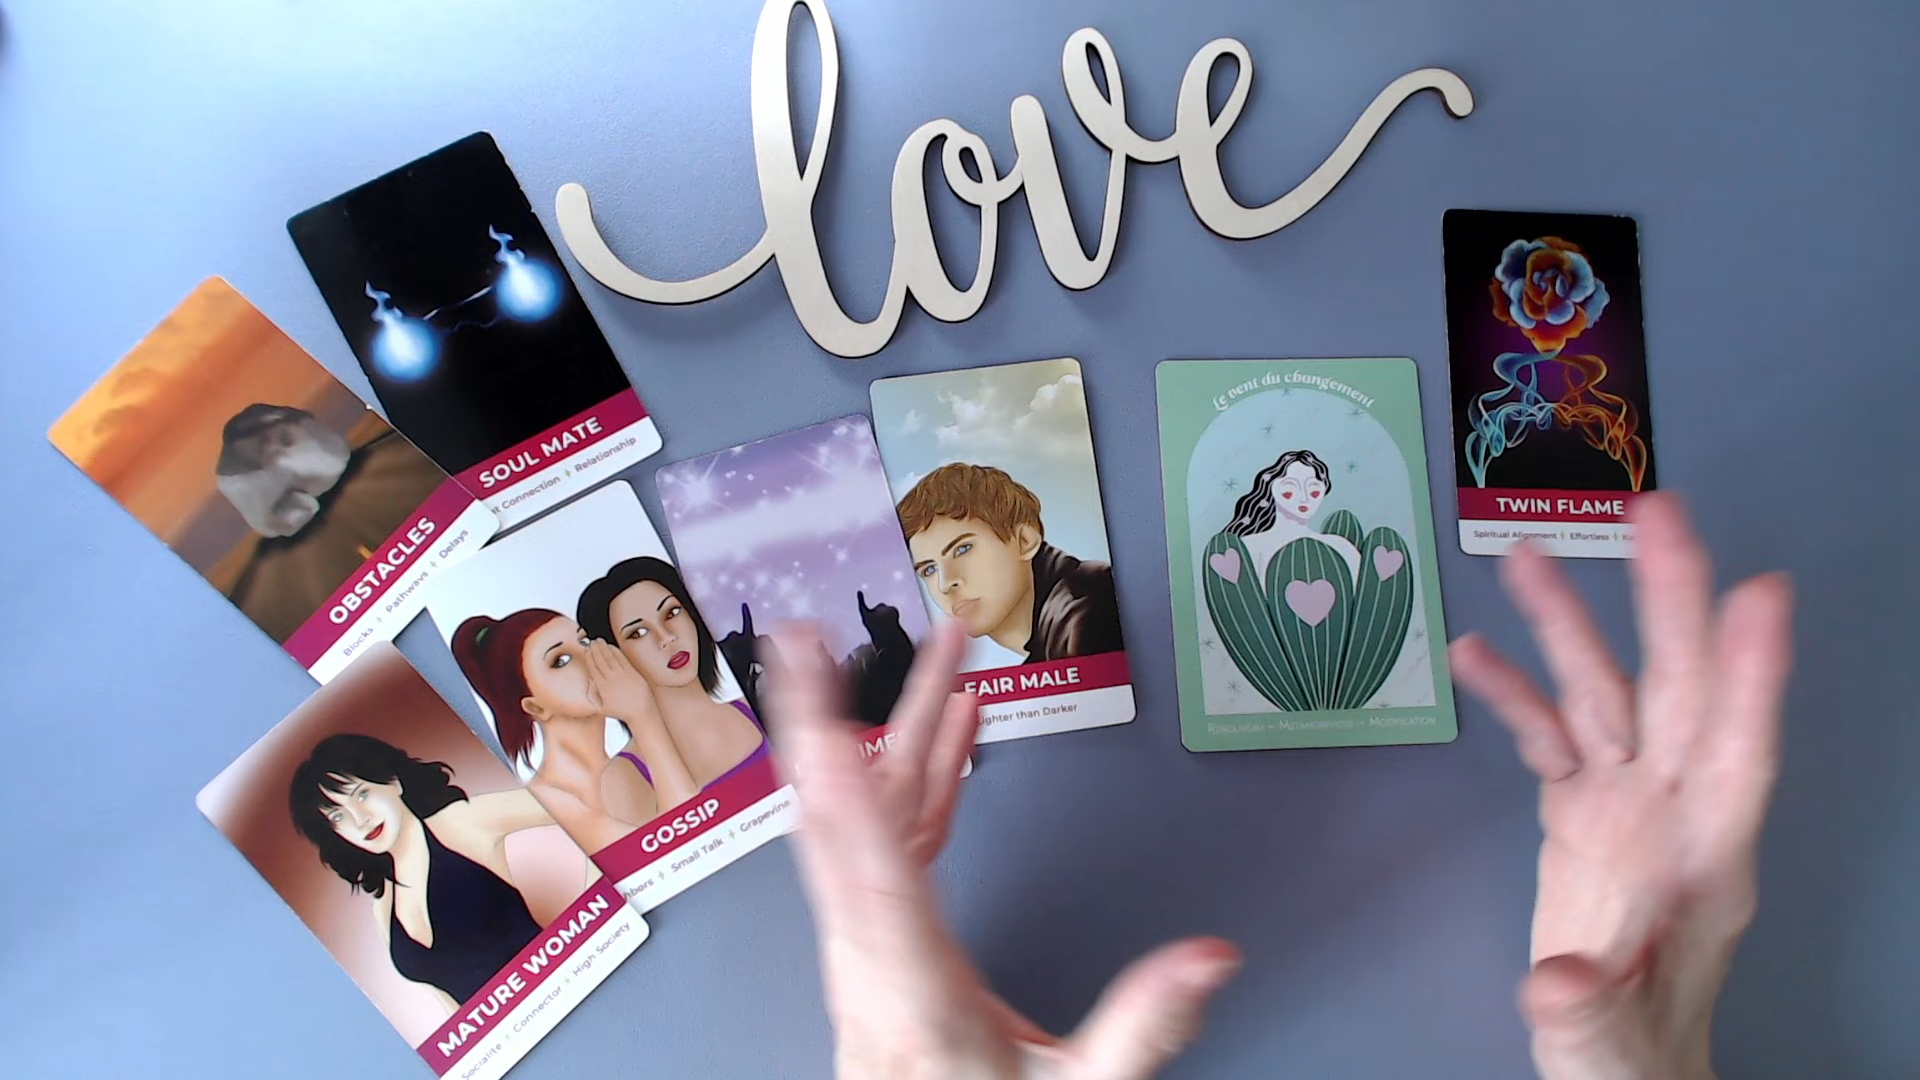 love
SOUL MATE
Connection ✦ Relationship
OBSTACLES
Blocks ✦ Pathways ✦ Delays
TWIN FLAME
Spiritual Alignment ✦ Effortless
Le vent du changement
Renouveau ~ Métamorphose ~ Modification
FAIR MALE
Lighter than Darker
GOSSIP
Small Talk ✦ Grapevine
MATURE WOMAN
Socialite ✦ Connector ✦ High Society